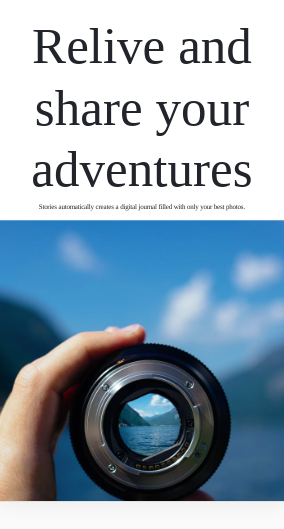 Relive and
share your
adventures
Stories automatically creates a digital journal filled with only your best photos.